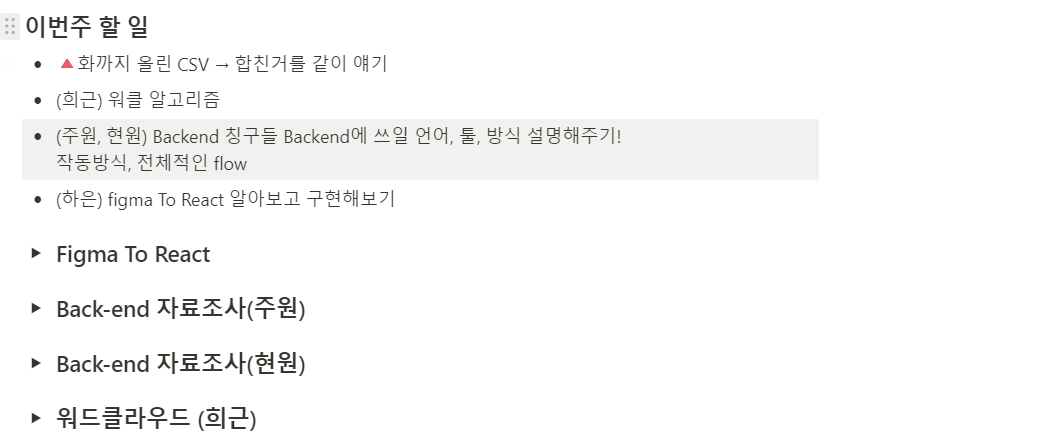 이번주 할 일
🔺화까지 올린 CSV → 합친거를 같이 얘기
(희근) 워클 알고리즘
(주원, 현원) Backend 칭구들 Backend에 쓰일 언어, 툴, 방식 설명해주기!
작동방식, 전체적인 flow
(하은) figma To React 알아보고 구현해보기
Figma To React
Back-end 자료조사(주원)
Back-end 자료조사(현원)
워드클라우드 (희근)